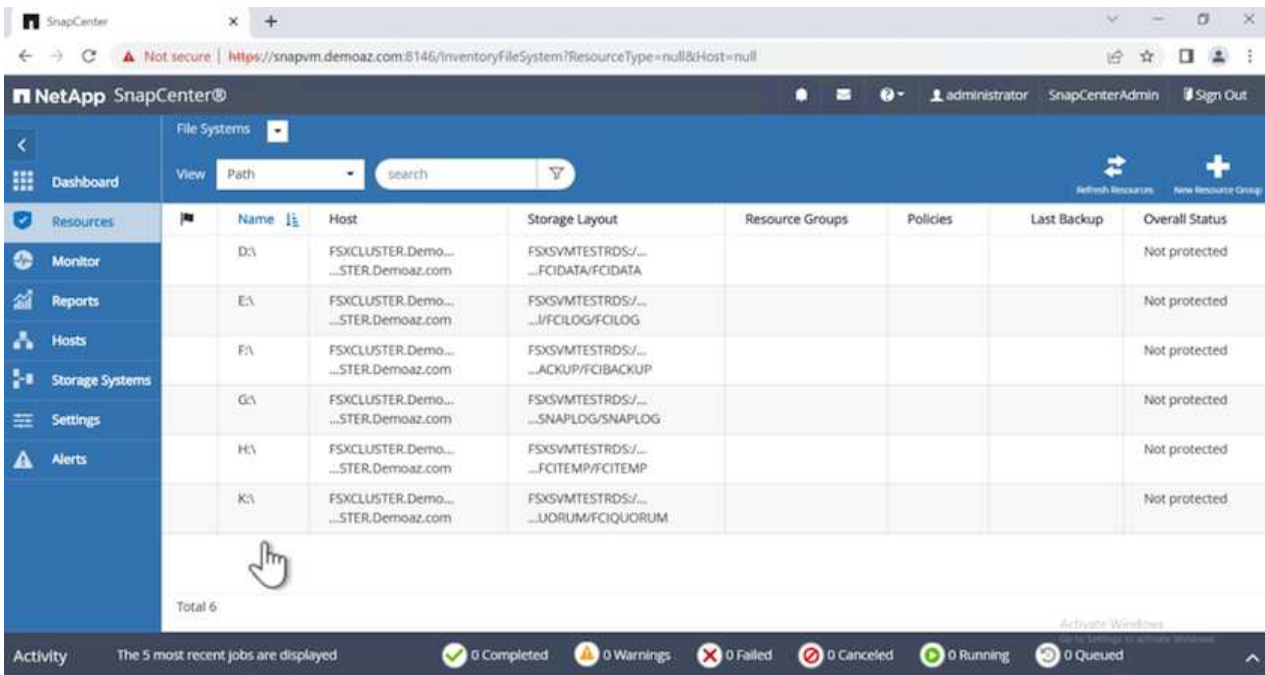 SnapCenter
Not secure | https://snapvm.demoaz.com:8146/InventoryFileSystem?ResourceType=null&Host=null
NetApp SnapCenter®
administrator SnapCenterAdmin Sign Out
File Systems
View Path search
Refresh Resources New Resource Group
Dashboard
Resources
Monitor
Reports
Hosts
Storage Systems
Settings
Alerts
Name Host Storage Layout Resource Groups Policies Last Backup Overall Status
D:\ FSXCLUSTER.Demo... FSXSVMTESTRDS:/... Not protected
...STER.Demoaz.com ...FCIDATA/FCIDATA
E:\ FSXCLUSTER.Demo... FSXSVMTESTRDS:/... Not protected
...STER.Demoaz.com ...I/FCILOG/FCILOG
F:\ FSXCLUSTER.Demo... FSXSVMTESTRDS:/... Not protected
...STER.Demoaz.com ...ACKUP/FCIBACKUP
G:\ FSXCLUSTER.Demo... FSXSVMTESTRDS:/... Not protected
...STER.Demoaz.com ...SNAPLOG/SNAPLOG
H:\ FSXCLUSTER.Demo... FSXSVMTESTRDS:/... Not protected
...STER.Demoaz.com ...FCITEMP/FCITEMP
K:\ FSXCLUSTER.Demo... FSXSVMTESTRDS:/... Not protected
...STER.Demoaz.com ...UORUM/FCIQUORUM
Total 6
Activate Windows
Go to Settings to activate Windows.
Activity The 5 most recent jobs are displayed 0 Completed 0 Warnings 0 Failed 0 Canceled 0 Running 0 Queued